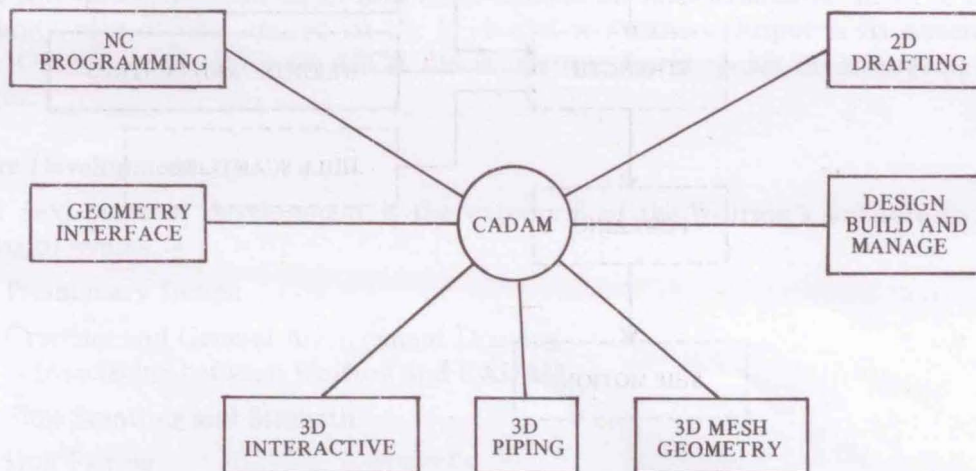 NC
PROGRAMMING
2D
DRAFTING
GEOMETRY
INTERFACE
CADAM
DESIGN
BUILD AND
MANAGE
3D
INTERACTIVE
3D
PIPING
3D MESH
GEOMETRY